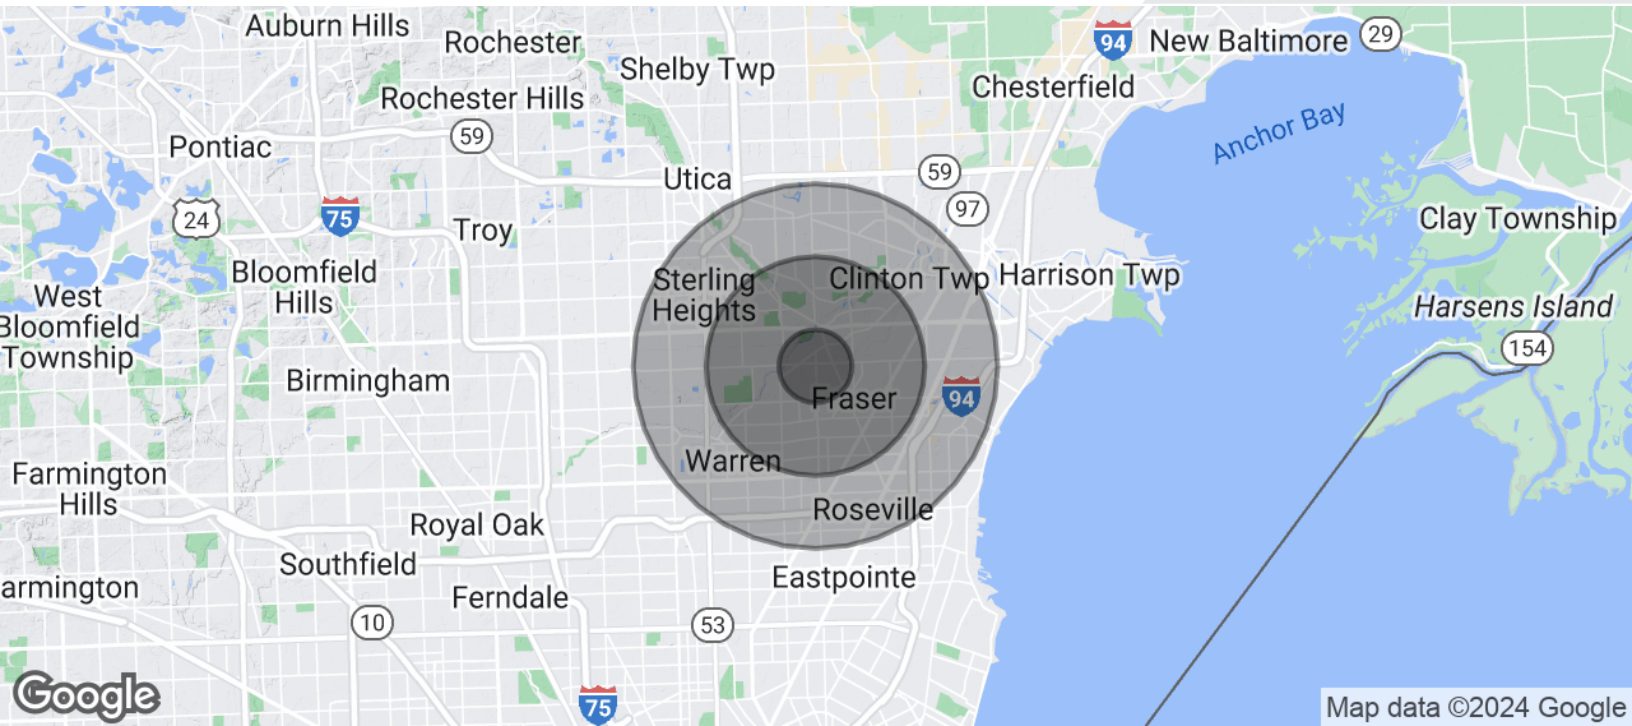 Auburn Hills
Rochester
Shelby Twp
94
New Baltimore
29
Chesterfield
Rochester Hills
59
Pontiac
Anchor Bay
Utica
59
97
24
75
Troy
Clay Township
Bloomfield
Hills
Sterling
Heights
Clinton Twp
Harrison Twp
West
Bloomfield
Township
Harsens Island
154
Birmingham
Fraser
94
Warren
Farmington
Hills
Roseville
Royal Oak
Southfield
Eastpointe
armington
Ferndale
10
53
75
Google
Map data ©2024 Google